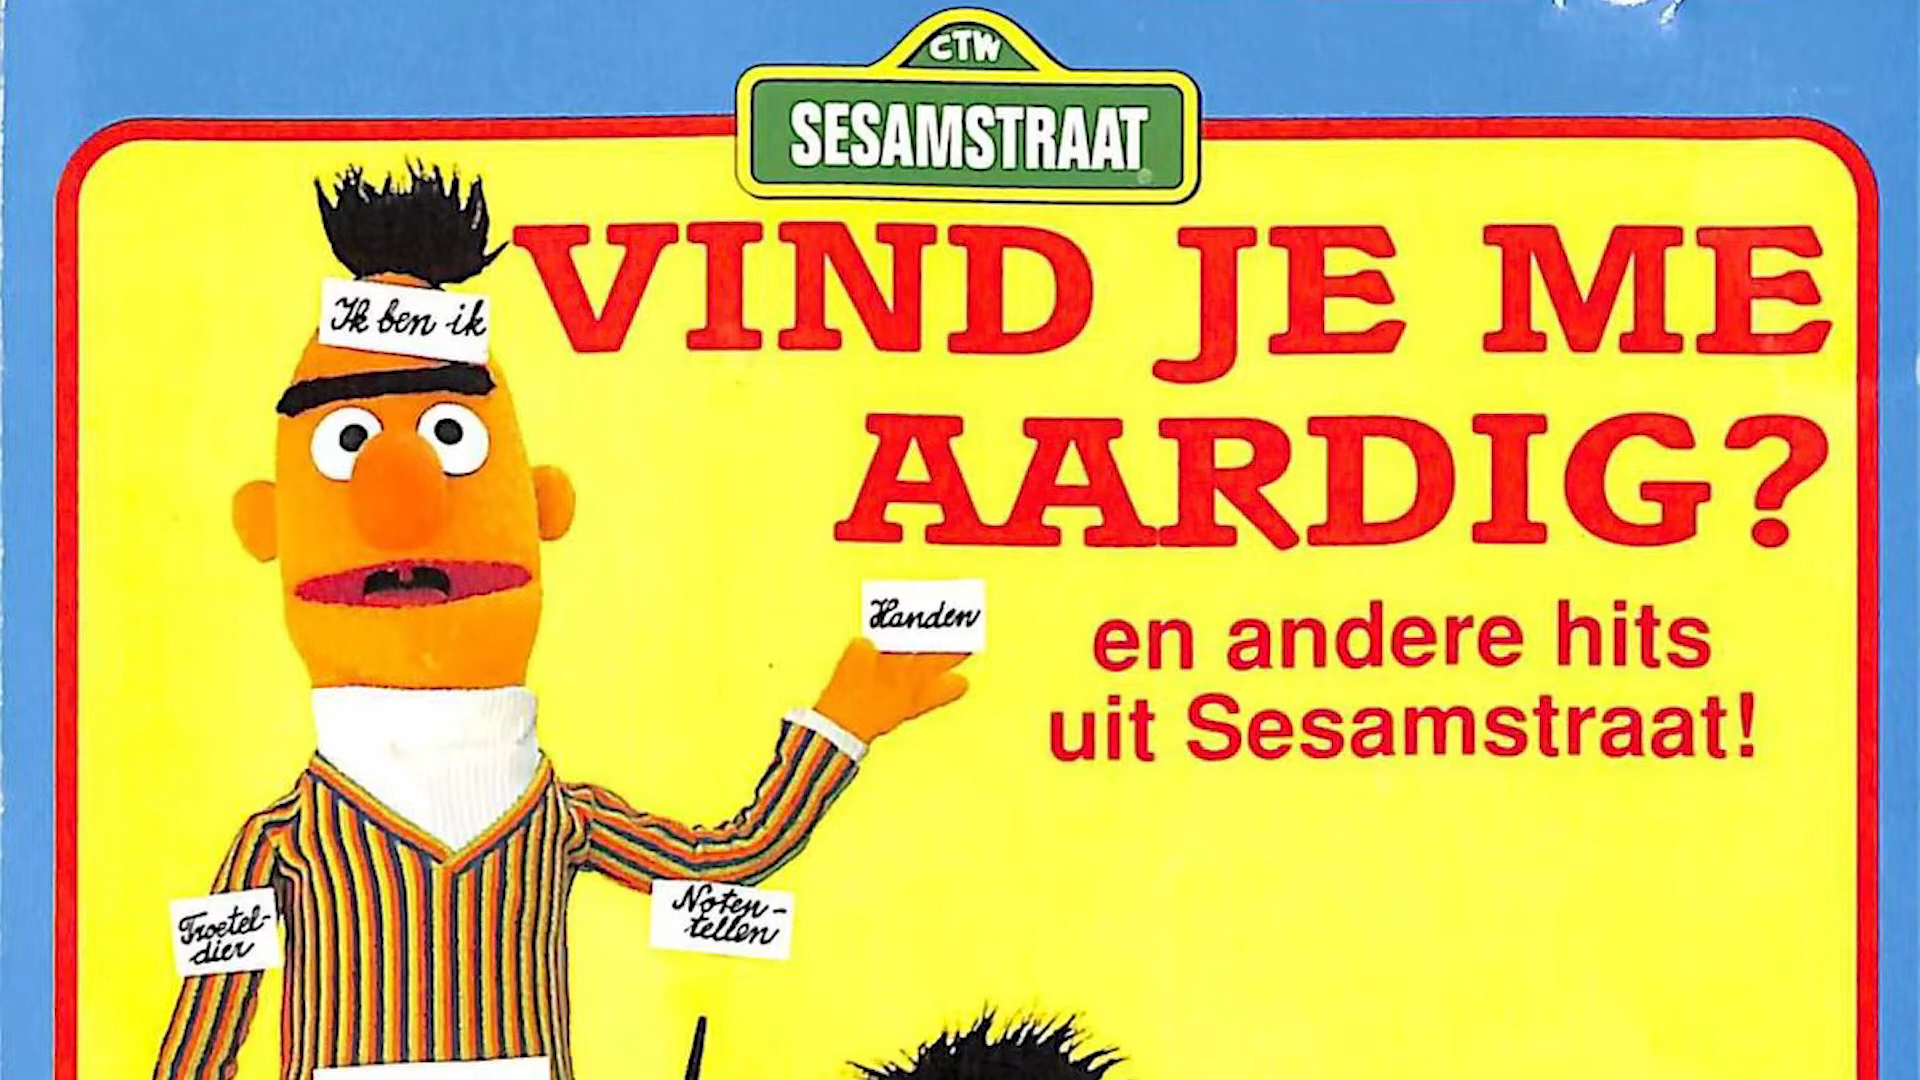 CTW
SESAMSTRAAT
VIND JE ME
AARDIG?
Ik ben ik
en andere hits
uit Sesamstraat!
Handen
Troetel-
dier
Noten-
tellen